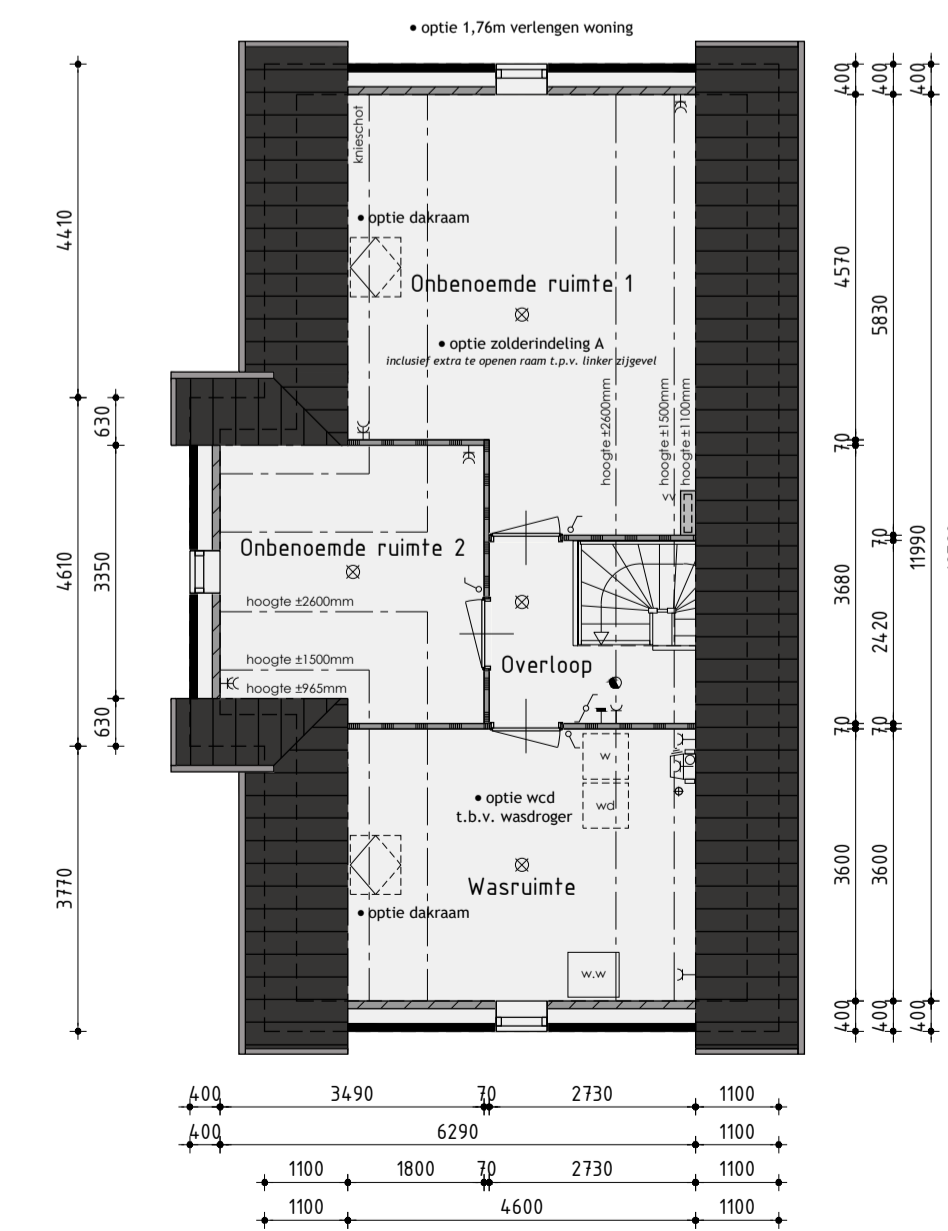 • optie 1,76m verlengen woning
400
400
400
knieschot
• optie dakraam
4410
4570
Onbenoemde ruimte 1
5830
• optie zolderindeling A
inclusief extra te openen raam t.p.v. linker zijgevel
hoogte ±2600mm
<< hoogte ±1500mm
hoogte ±1100mm
630
70
70
11990
Onbenoemde ruimte 2
4610
3350
3680
hoogte ±2600mm
2420
hoogte ±1500mm
Overloop
hoogte ±965mm
630
70
70
w
• optie wcd
wd
t.b.v. wasdroger
3770
3600
3600
Wasruimte
• optie dakraam
w.w
400
400
400
400
3490
70
2730
1100
400
6290
1100
1100
1800
70
2730
1100
1100
4600
1100